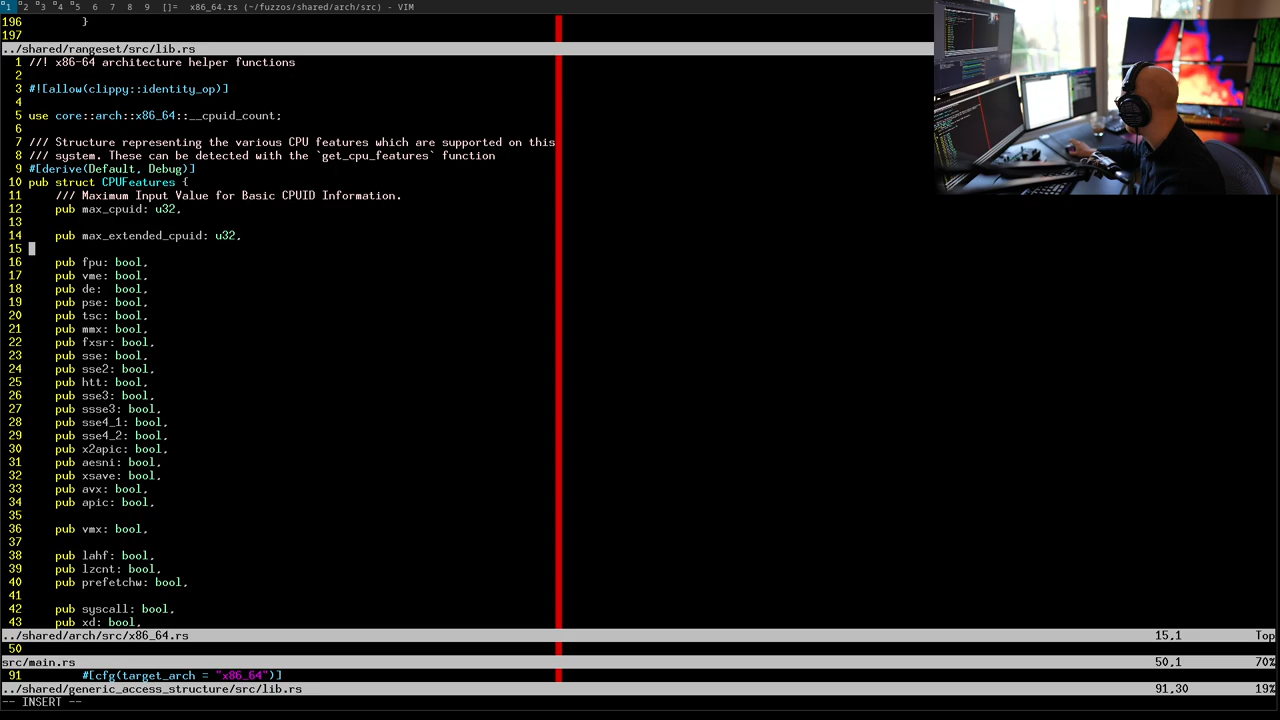 1 2 3 4 5 6 7 8 9 []= x86_64.rs (~/fuzzos/shared/arch/src) - VIM
196         }
197
../shared/rangeset/src/lib.rs
1 //! x86-64 architecture helper functions
2
3 #![allow(clippy::identity_op)]
4
5 use core::arch::x86_64::__cpuid_count;
6
7 /// Structure representing the various CPU features which are supported on this
8 /// system. These can be detected with the `get_cpu_features` function
9 #[derive(Default, Debug)]
10 pub struct CPUFeatures {
11     /// Maximum Input Value for Basic CPUID Information.
12     pub max_cpuid: u32,
13
14     pub max_extended_cpuid: u32,
15
16     pub fpu: bool,
17     pub vme: bool,
18     pub de:  bool,
19     pub pse: bool,
20     pub tsc: bool,
21     pub mmx: bool,
22     pub fxsr: bool,
23     pub sse: bool,
24     pub sse2: bool,
25     pub htt: bool,
26     pub sse3: bool,
27     pub ssse3: bool,
28     pub sse4_1: bool,
29     pub sse4_2: bool,
30     pub x2apic: bool,
31     pub aesni: bool,
32     pub xsave: bool,
33     pub avx: bool,
34     pub apic: bool,
35
36     pub vmx: bool,
37
38     pub lahf: bool,
39     pub lzcnt: bool,
40     pub prefetchw: bool,
41
42     pub syscall: bool,
43     pub xd: bool,
../shared/arch/src/x86_64.rs 15,1 Top
50
src/main.rs 50,1 70%
91         #[cfg(target_arch = "x86_64")]
../shared/generic_access_structure/src/lib.rs 91,30 19%
-- INSERT --